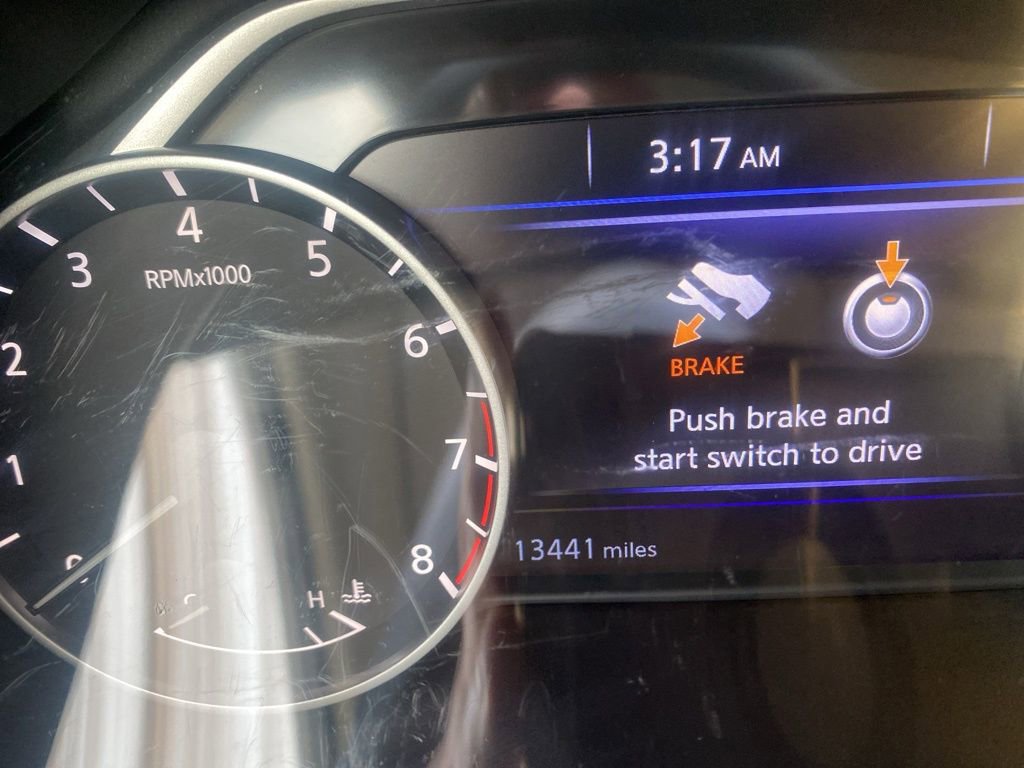 3:17 AM
4
3
5
RPMx1000
2
6
BRAKE
Push brake and
start switch to drive
1
7
13441 miles
0
8
H